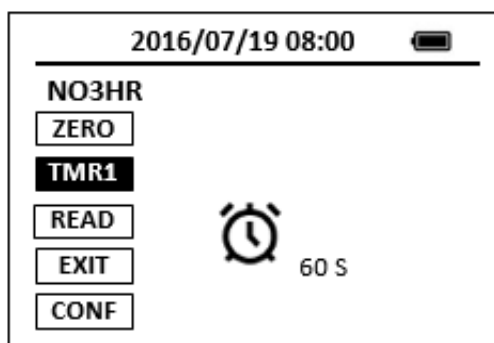 2016/07/19 08:00
NO3HR
ZERO
TMR1
READ
EXIT
60 S
CONF